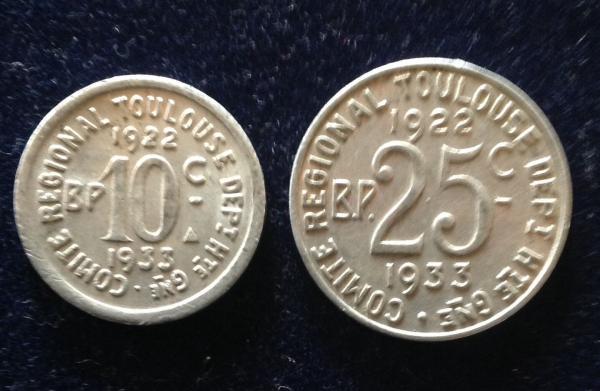 COMITE REGIONAL TOULOUSE DEPT HTE GNE.
1922
BP 10 C
1933
COMITE REGIONAL TOULOUSE DEPT HTE GNE.
1922
BP. 25 C
1933